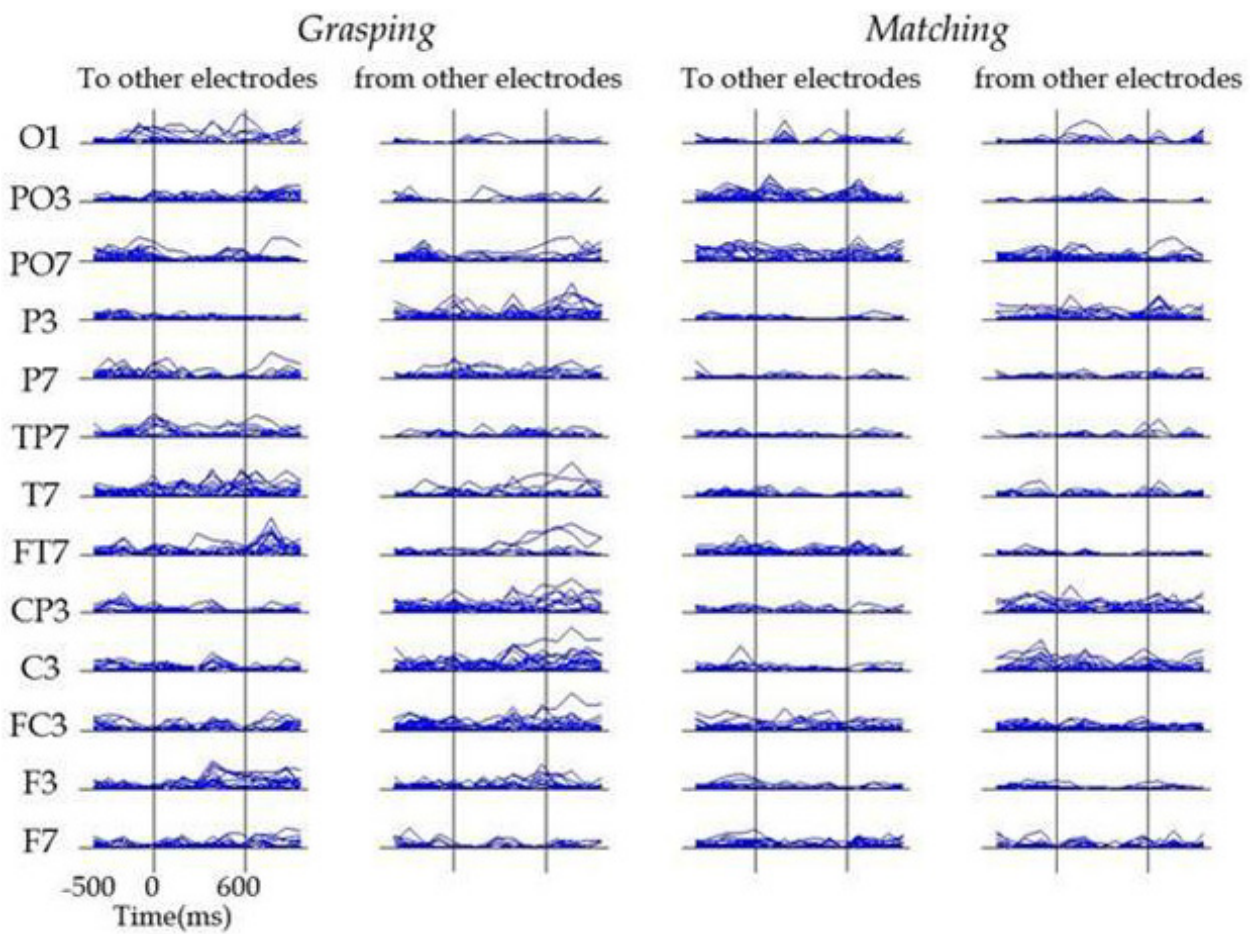 Grasping Matching
To other electrodes from other electrodes To other electrodes from other electrodes
O1
PO3
PO7
P3
P7
TP7
T7
FT7
CP3
C3
FC3
F3
F7
-500 0 600
Time(ms)